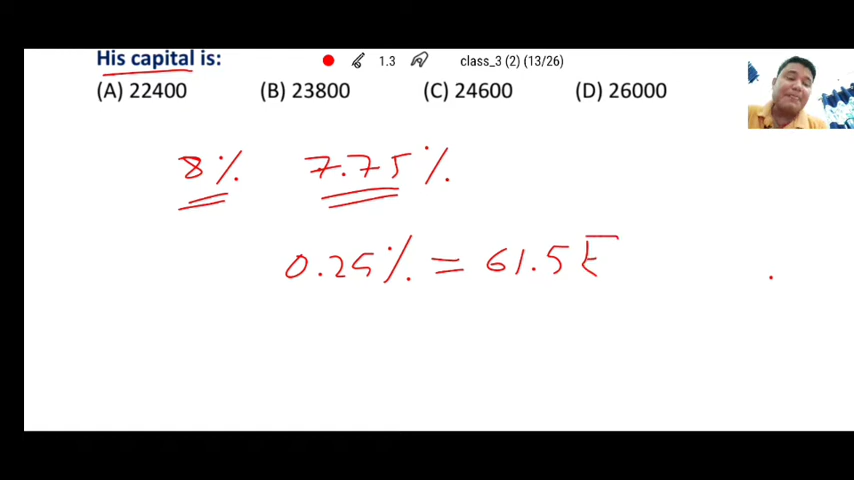 His capital is:
1.3 class_3 (2) (13/26)
(A) 22400 (B) 23800 (C) 24600 (D) 26000
8% 7.75%
0.25% = 61.5 ₹